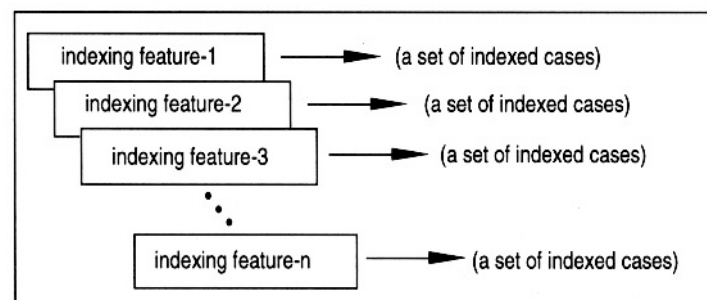 indexing feature-1 (a set of indexed cases)
indexing feature-2 (a set of indexed cases)
indexing feature-3 (a set of indexed cases)
indexing feature-n (a set of indexed cases)